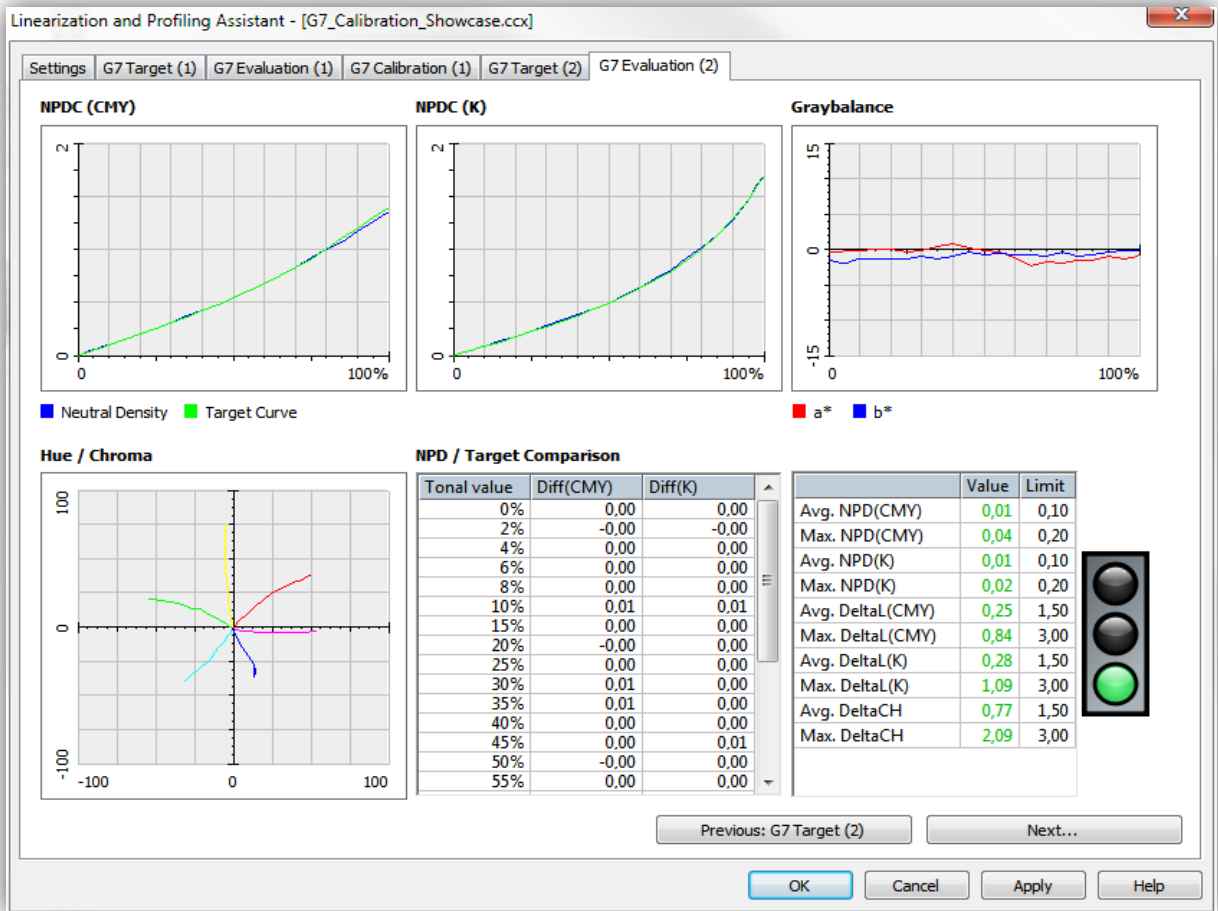 Linearization and Profiling Assistant - [G7_Calibration_Showcase.ccx]
Settings G7 Target (1) G7 Evaluation (1) G7 Calibration (1) G7 Target (2) G7 Evaluation (2)
NPDC (CMY) NPDC (K) Graybalance
2 2 15
0 0 0
-15
0 100% 0 100% 0 100%
Neutral Density Target Curve a* b*
Hue / Chroma NPD / Target Comparison
100
0
-100
-100 0 100
Tonal value Diff(CMY) Diff(K)
0% 0,00 0,00
2% -0,00 -0,00
4% 0,00 0,00
6% 0,00 0,00
8% 0,00 0,00
10% 0,01 0,01
15% 0,00 0,00
20% -0,00 0,00
25% 0,00 0,00
30% 0,01 0,00
35% 0,01 0,00
40% 0,00 0,00
45% 0,00 0,01
50% -0,00 0,00
55% 0,00 0,00
Value Limit
Avg. NPD(CMY) 0,01 0,10
Max. NPD(CMY) 0,04 0,20
Avg. NPD(K) 0,01 0,10
Max. NPD(K) 0,02 0,20
Avg. DeltaL(CMY) 0,25 1,50
Max. DeltaL(CMY) 0,84 3,00
Avg. DeltaL(K) 0,28 1,50
Max. DeltaL(K) 1,09 3,00
Avg. DeltaCH 0,77 1,50
Max. DeltaCH 2,09 3,00
Previous: G7 Target (2) Next...
OK Cancel Apply Help